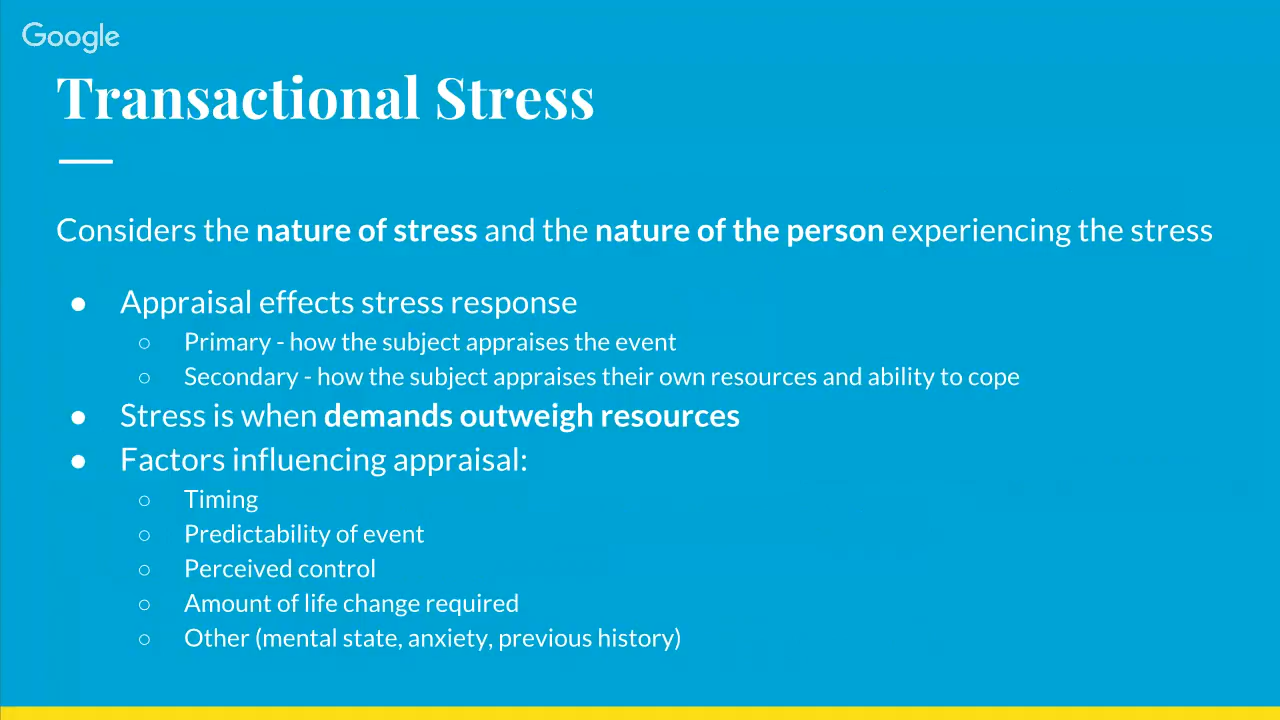 Google
Transactional Stress
Considers the nature of stress and the nature of the person experiencing the stress
● Appraisal effects stress response
○ Primary - how the subject appraises the event
○ Secondary - how the subject appraises their own resources and ability to cope
● Stress is when demands outweigh resources
● Factors influencing appraisal:
○ Timing
○ Predictability of event
○ Perceived control
○ Amount of life change required
○ Other (mental state, anxiety, previous history)